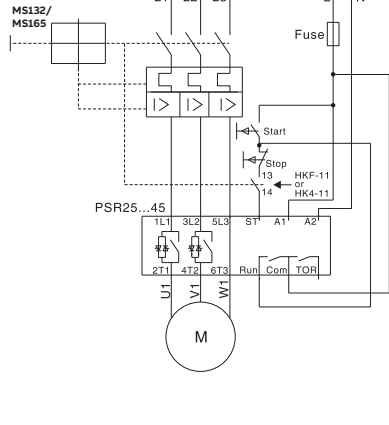 MS132/
MS165
Fuse
Start
Stop
13
HKF-11
or
14
HK4-11
PSR25...45
1L1 3L2 5L3 ST A1 A2
2T1 4T2 6T3 Run Com TOR
U1 V1 W1
M